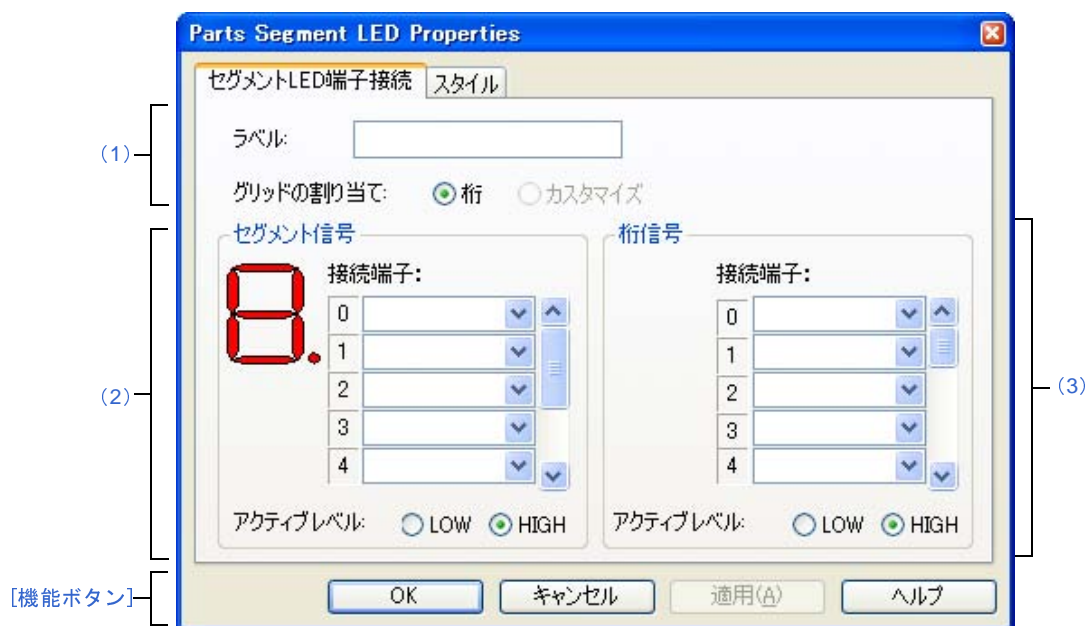 Parts Segment LED Properties
セグメントLED端子接続 スタイル
(1)
ラベル:
グリッドの割り当て: 桁 カスタマイズ
(2)
セグメント信号
接続端子:
0
1
2
3
4
アクティブレベル: LOW HIGH
桁信号
接続端子:
0
1
2
3
4
アクティブレベル: LOW HIGH
(3)
[機能ボタン]
OK キャンセル 適用(A) ヘルプ